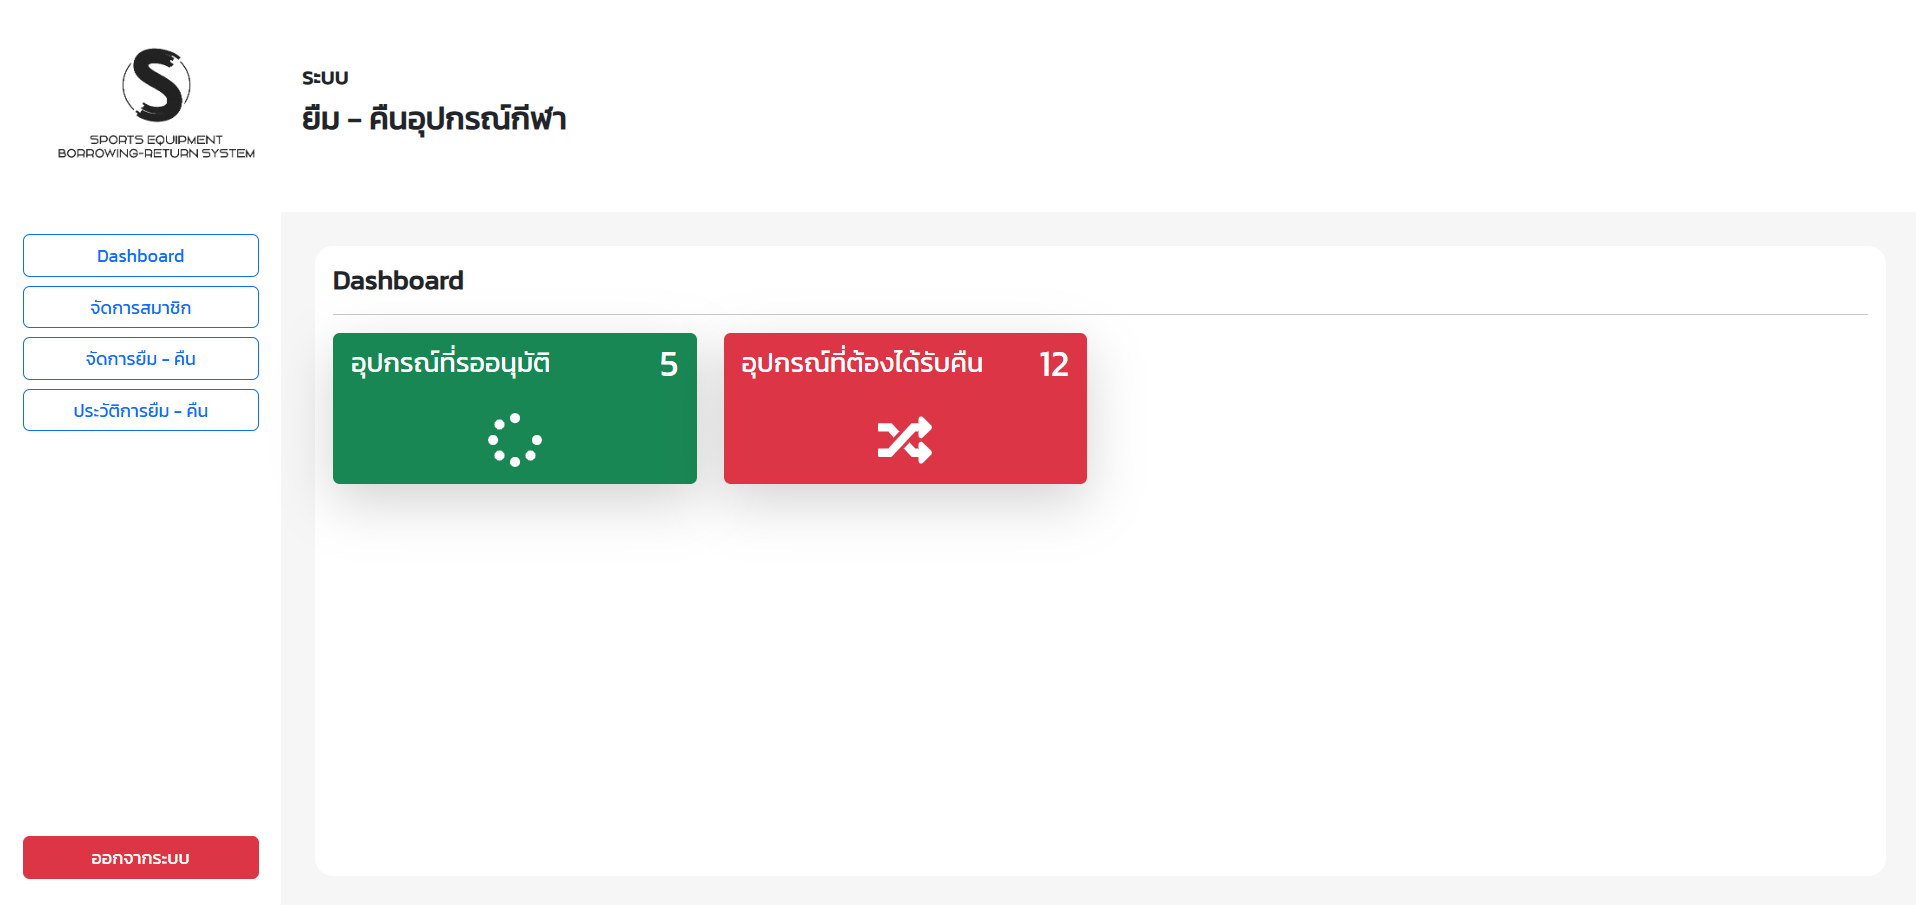 SPORTS EQUIPMENT
BORROWING-RETURN SYSTEM
ระบบ
ยืม - คืนอุปกรณ์กีฬา
Dashboard
จัดการสมาชิก
จัดการยืม - คืน
ประวัติการยืม - คืน
ออกจากระบบ
Dashboard
อุปกรณ์ที่รออนุมัติ 5
อุปกรณ์ที่ต้องได้รับคืน 12